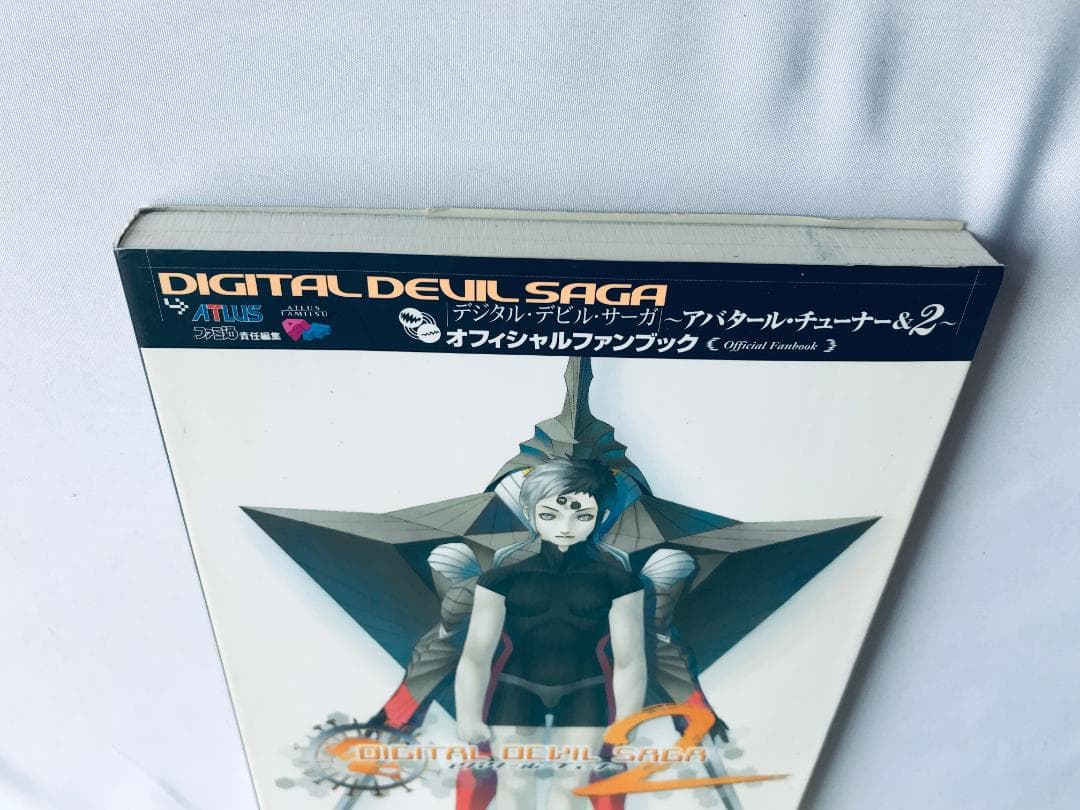 DIGITAL DEVIL SAGA
ATLUS
ATLUS FAMITSU
デジタル・デビル・サーガ ～アバタール・チューナー&2～
ファミ通責任編集
オフィシャルファンブック Official Fanbook
DIGITAL DEVIL SAGA 2